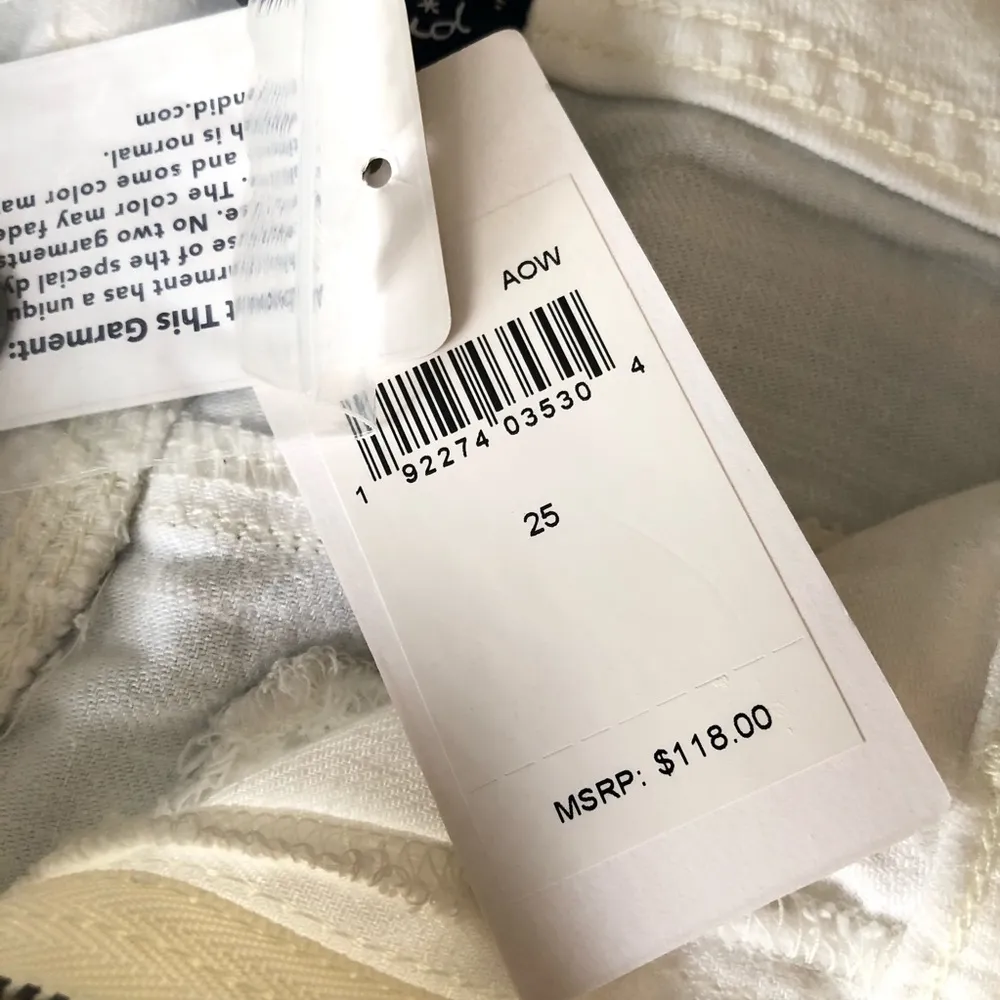 AOW
1 92274 03530 4
25
MSRP: $118.00
t This Garment:
rment has a uniqu
se of the special dy
e. No two garments
. The color may fade
and some color ma
h is normal.
ndid.com